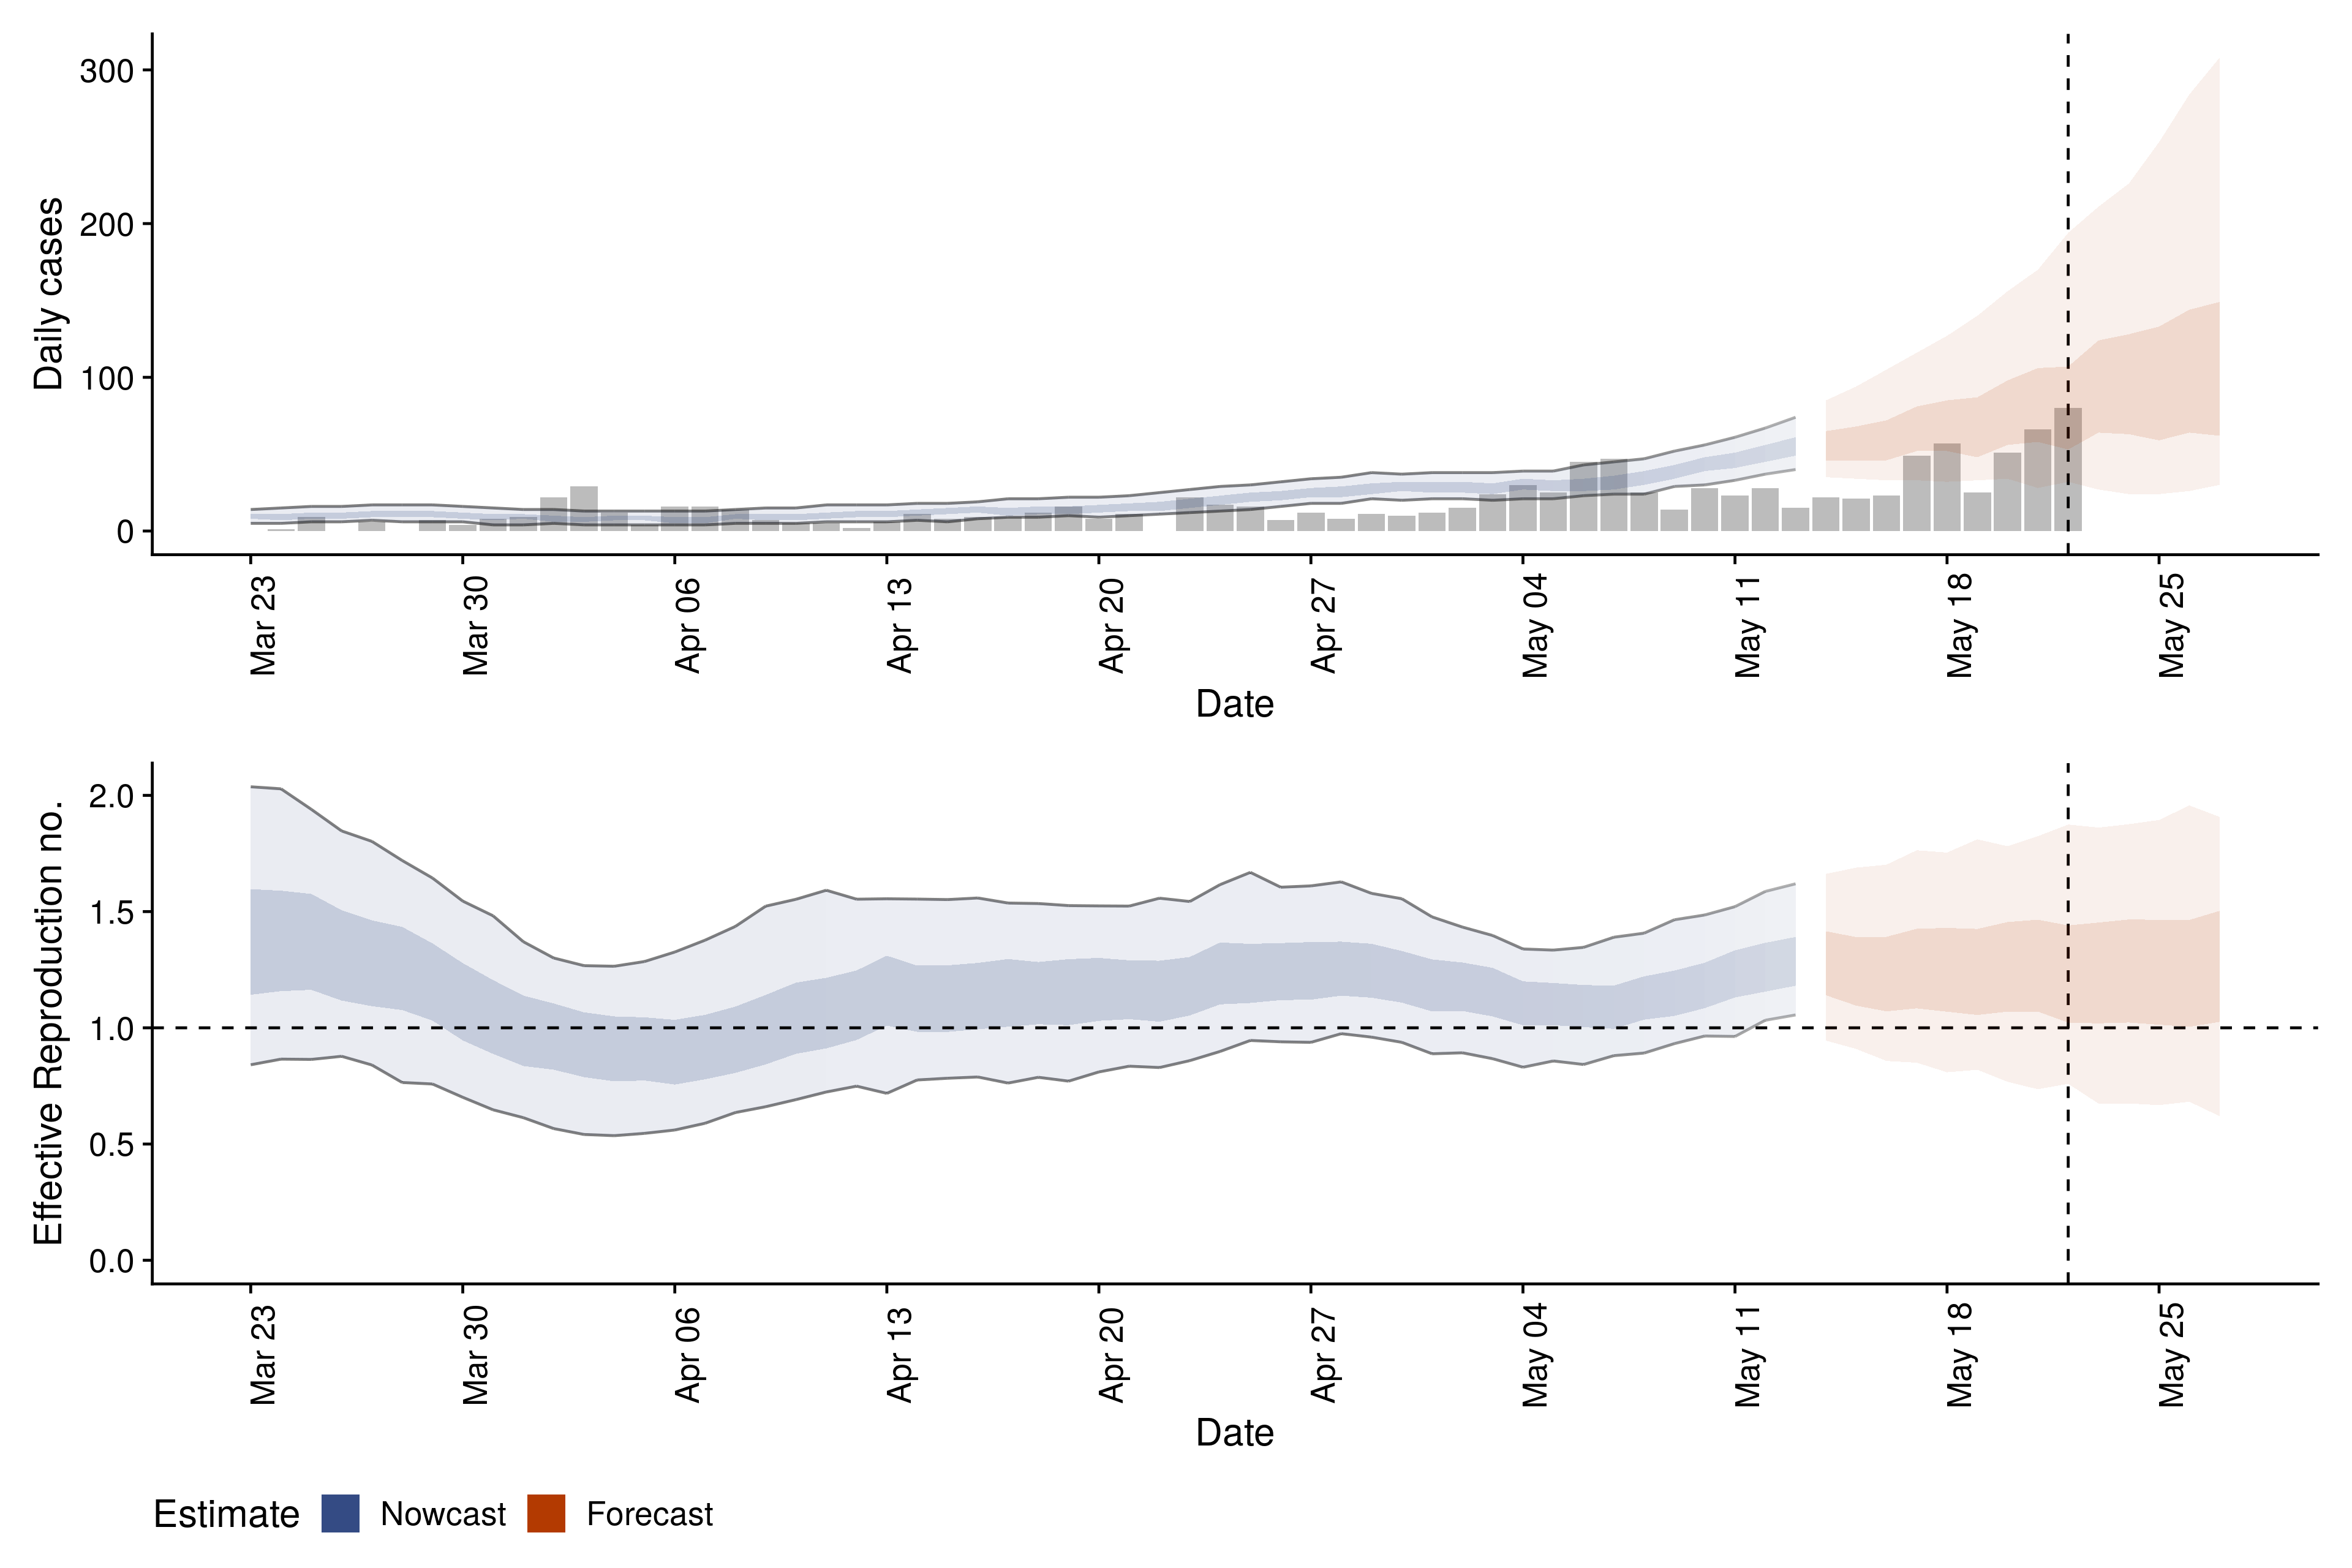 Daily cases
300
200
100
0
Mar 23
Mar 30
Apr 06
Apr 13
Apr 20
Apr 27
May 04
May 11
May 18
May 25
Date
Effective Reproduction no.
2.0
1.5
1.0
0.5
0.0
Mar 23
Mar 30
Apr 06
Apr 13
Apr 20
Apr 27
May 04
May 11
May 18
May 25
Date
Estimate Nowcast Forecast